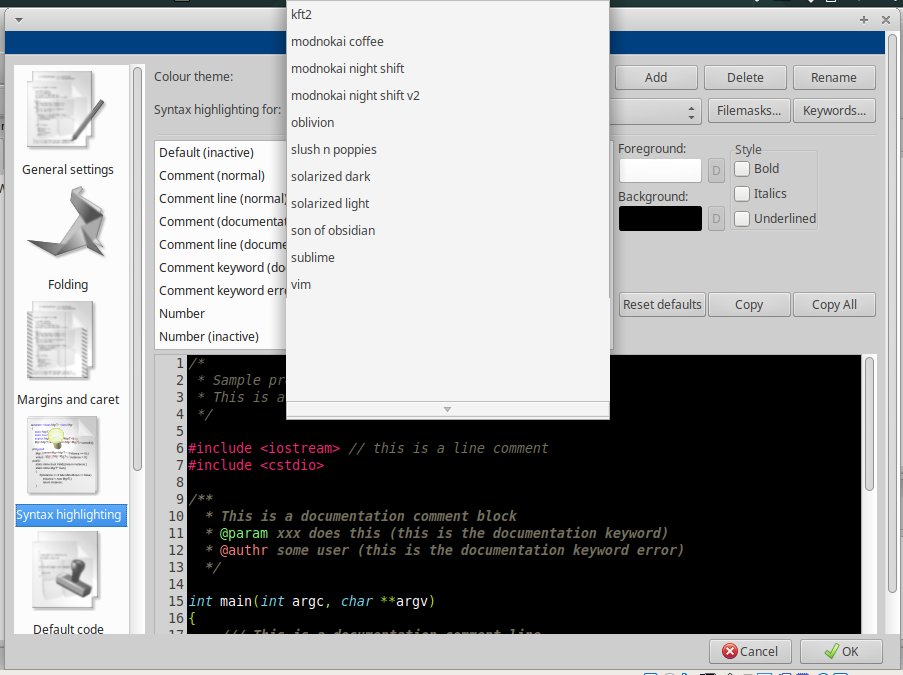 kft2
modnokai coffee
modnokai night shift
modnokai night shift v2
oblivion
slush n poppies
solarized dark
solarized light
son of obsidian
sublime
vim
Colour theme:
Add
Delete
Rename
Syntax highlighting for:
Filemasks...
Keywords...
General settings
Folding
Margins and caret
Syntax highlighting
Default code
Default (inactive)
Comment (normal)
Comment line (normal)
Comment (documentat
Comment line (docume
Comment keyword (do
Comment keyword erro
Number
Number (inactive)
Foreground:
D
Background:
D
Style
Bold
Italics
Underlined
Reset defaults
Copy
Copy All
1 /*
2 * Sample pr
3 * This is a
4 */
5
6 #include <iostream> // this is a line comment
7 #include <cstdio>
8
9 /**
10 * This is a documentation comment block
11 * @param xxx does this (this is the documentation keyword)
12 * @authr some user (this is the documentation keyword error)
13 */
14
15 int main(int argc, char **argv)
16 {
17 /// This is a documentation comment line
Cancel
OK